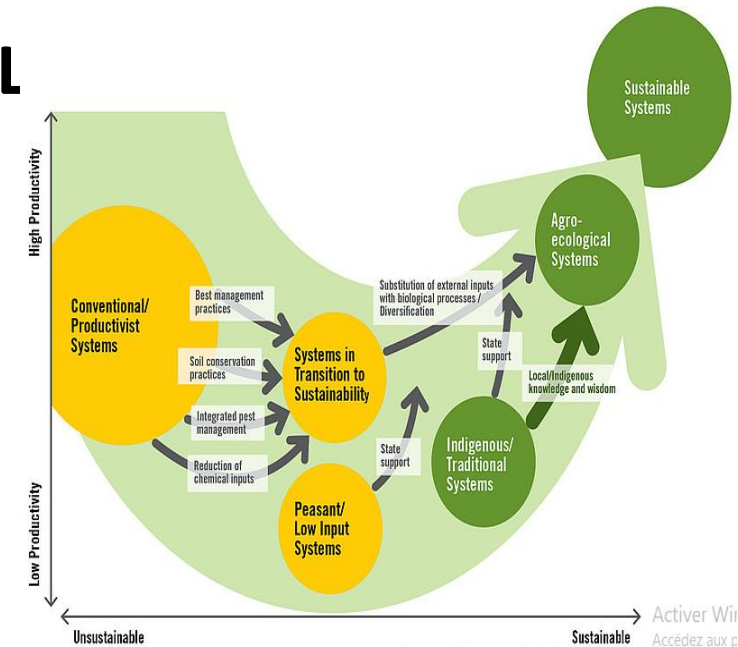 L
Sustainable
Systems
High Productivity
Agro-
ecological
Systems
Substitution of external inputs
with biological processes /
Diversification
Best management
practices
Conventional/
Productivist
Systems
Systems in
Transition to
Sustainability
Soil conservation
practices
State
support
Local/Indigenous
knowledge and wisdom
Integrated pest
management
Indigenous/
Traditional
Systems
State
support
Reduction of
chemical inputs
Peasant/
Low Input
Systems
Low Productivity
Unsustainable
Sustainable
Activer Win
Accédez aux p